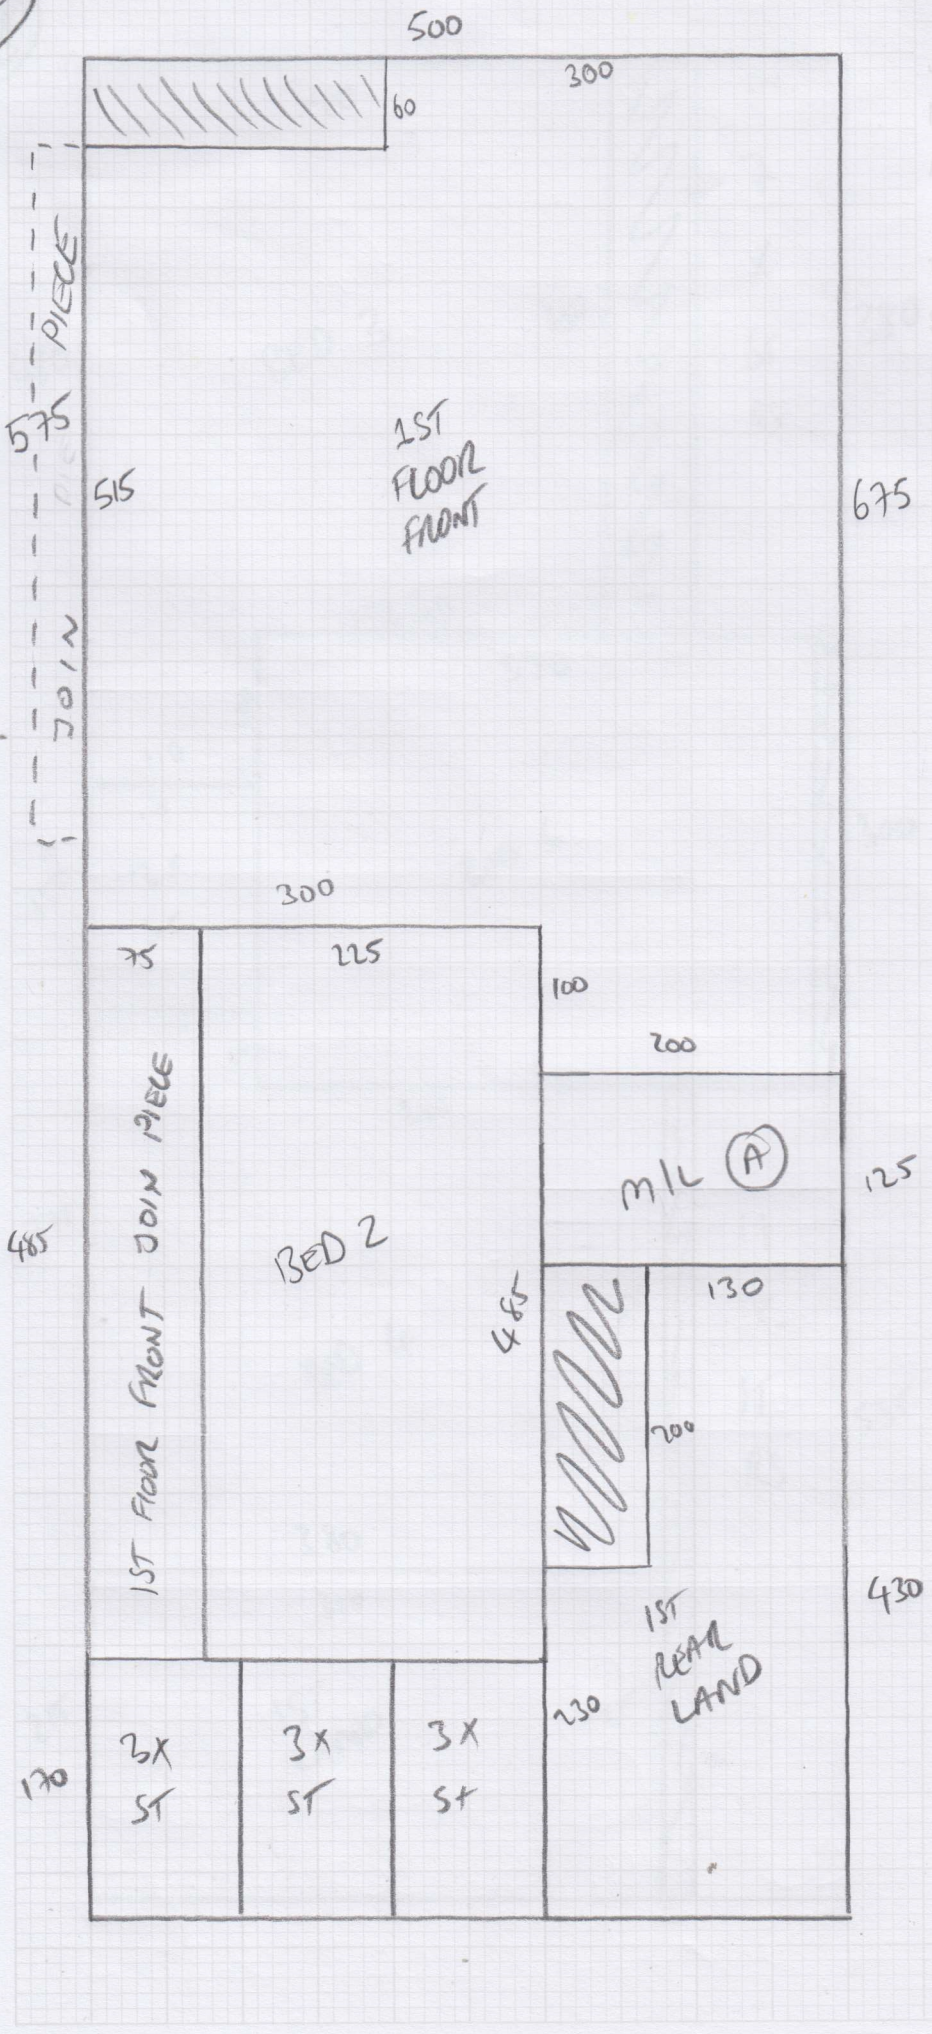 500
300
60
JOIN PIECE
575
515
1ST
FLOOR
FRONT
675
300
75
225
100
200
M/L A
125
1ST FLOOR FRONT JOIN PIECE
485
BED 2
485
130
200
1ST
REAR
LAND
430
230
170
3X
ST
3X
ST
3X
St